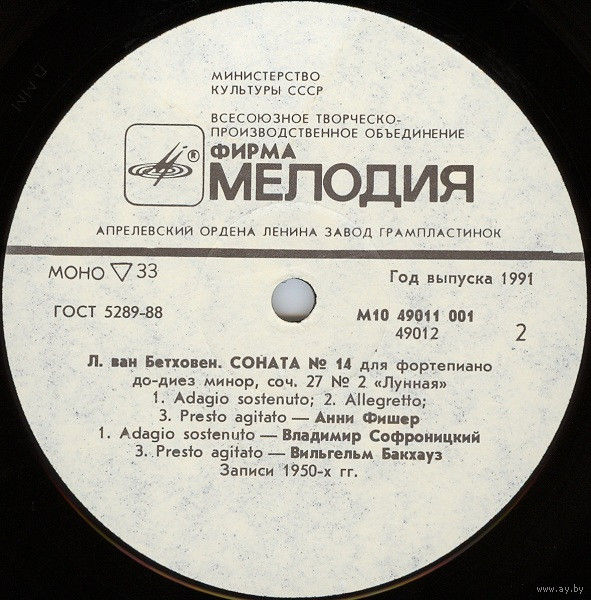 МИНИСТЕРСТВО
КУЛЬТУРЫ СССР
ВСЕСОЮЗНОЕ ТВОРЧЕСКО-
ПРОИЗВОДСТВЕННОЕ ОБЪЕДИНЕНИЕ
®
ФИРМА
МЕЛОДИЯ
АПРЕЛЕВСКИЙ ОРДЕНА ЛЕНИНА ЗАВОД ГРАМПЛАСТИНОК
МОНО ▽ 33
Год выпуска 1991
ГОСТ 5289-88
М10 49011 001
49012
2
Л. ван Бетховен. СОНАТА № 14 для фортепиано
до-диез минор, соч. 27 № 2 «Лунная»
1. Adagio sostenuto; 2. Allegretto;
3. Presto agitato — Анни Фишер
1. Adagio sostenuto — Владимир Софроницкий
3. Presto agitato — Вильгельм Бакхауз
Записи 1950-х гг.
www.ay.by